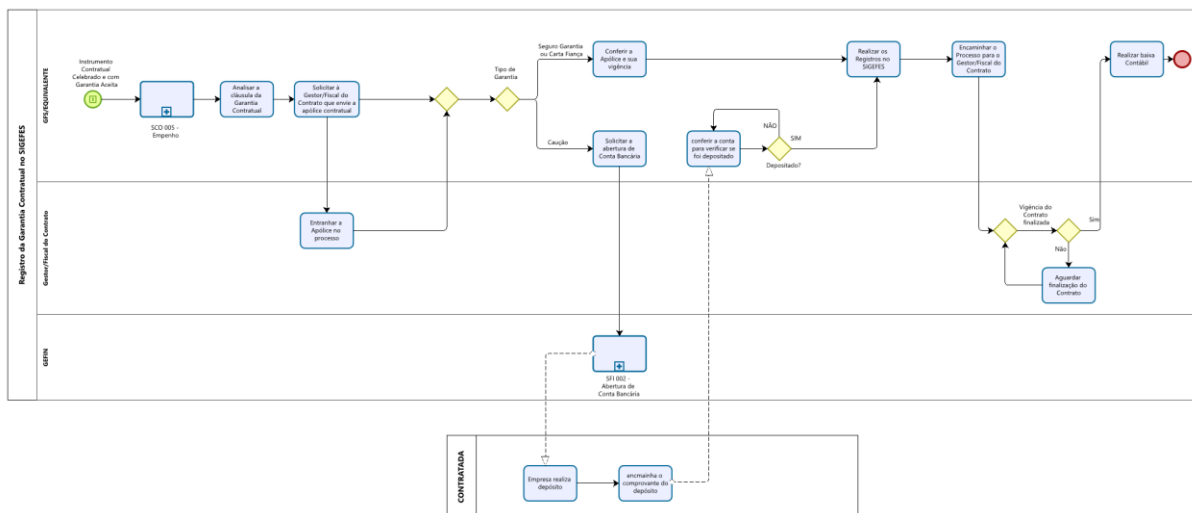 Registro da Garantia Contratual no SIGEFES
GFS/EQUIVALENTE
Instrumento
Contratual
Celebrado e com
Garantia Aceita
SCO 005 -
Empenho
Analisar a
cláusula da
Garantia
Contratual
Solicitar à
Gestor/Fiscal do
Contrato que envie a
apólice contratual
Tipo de
Garantia
Seguro Garantia
ou Carta Fiança
Conferir a
Apólice e sua
vigência
Caução
Solicitar a
abertura de
Conta Bancária
conferir a conta
para verificar se
foi depositado
NÃO
SIM
Depositado?
Realizar os
Registros no
SIGEFES
Encaminhar o
Processo para o
Gestor/Fiscal do
Contrato
Realizar baixa
Contábil
Gestor/Fiscal do Contrato
Entranhar a
Apólice no
processo
Vigência do
Contrato
finalizada
Sim
Não
Aguardar
finalização do
Contrato
GEFIN
SFI 002 -
Abertura de
Conta Bancária
CONTRATADA
Empresa realiza
depósito
encmainha o
comprovante do
depósito